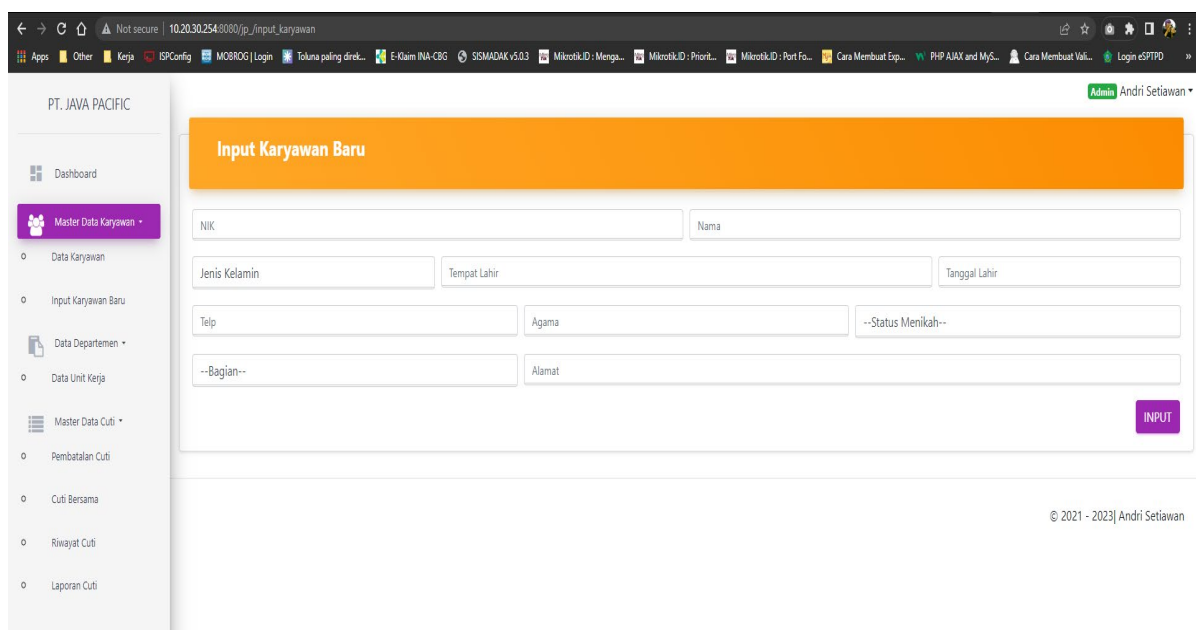 Not secure | 10.20.30.254:8080/jp_/input_karyawan
Apps Other Kerja ISPConfig MOBROG | Login Toluna paling direk... E-Klaim INA-CBG SISMADAK v5.0.3 Mikrotik.ID : Menga... Mikrotik.ID : Priorit... Mikrotik.ID : Port Fo... Cara Membuat Exp... PHP AJAX and MyS... Cara Membuat Vali... Login eSPTPD »
PT. JAVA PACIFIC
Admin Andri Setiawan
Input Karyawan Baru
Dashboard
Master Data Karyawan
Data Karyawan
Input Karyawan Baru
Data Departemen
Data Unit Kerja
Master Data Cuti
Pembatalan Cuti
Cuti Bersama
Riwayat Cuti
Laporan Cuti
NIK Nama
Jenis Kelamin Tempat Lahir Tanggal Lahir
Telp Agama --Status Menikah--
--Bagian-- Alamat
INPUT
© 2021 - 2023| Andri Setiawan